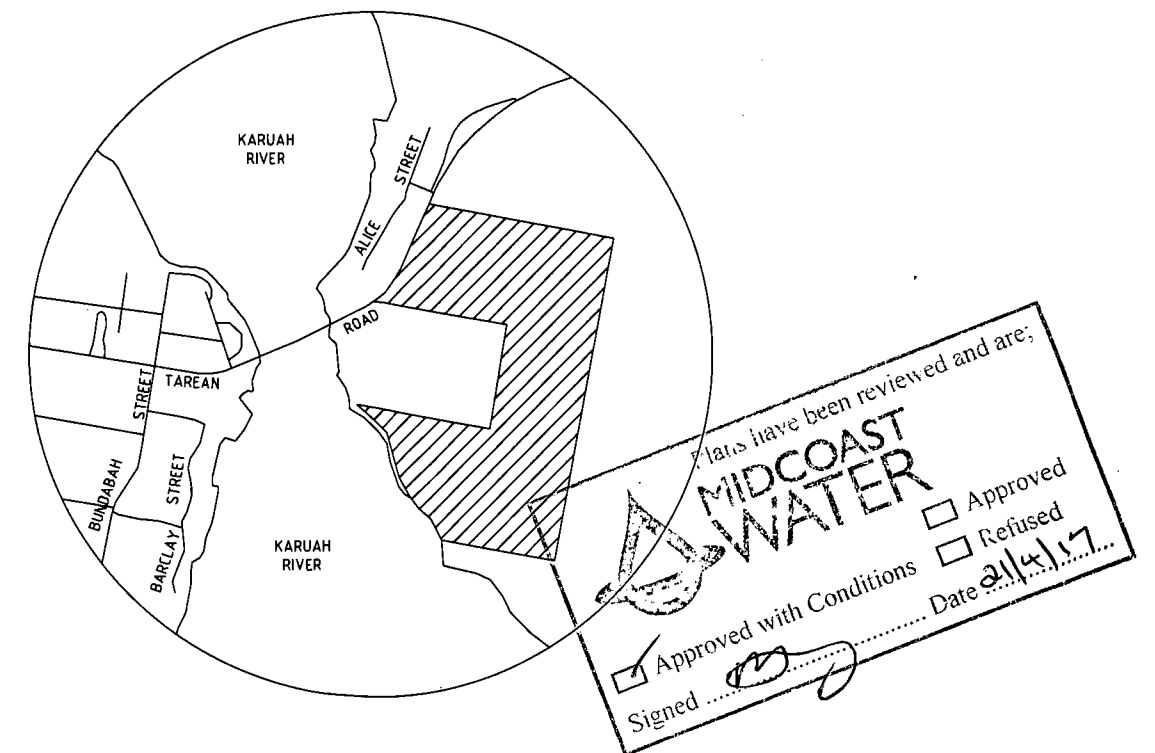 KARUAH
RIVER
ALICE
STREET
ROAD
TAREAN
STREET
BUNDABAH
BARCLAY
STREET
KARUAH
RIVER
Plans have been reviewed and are;
MIDCOAST
WATER
Approved
Refused
Approved with Conditions
Date 21/4/17
Signed